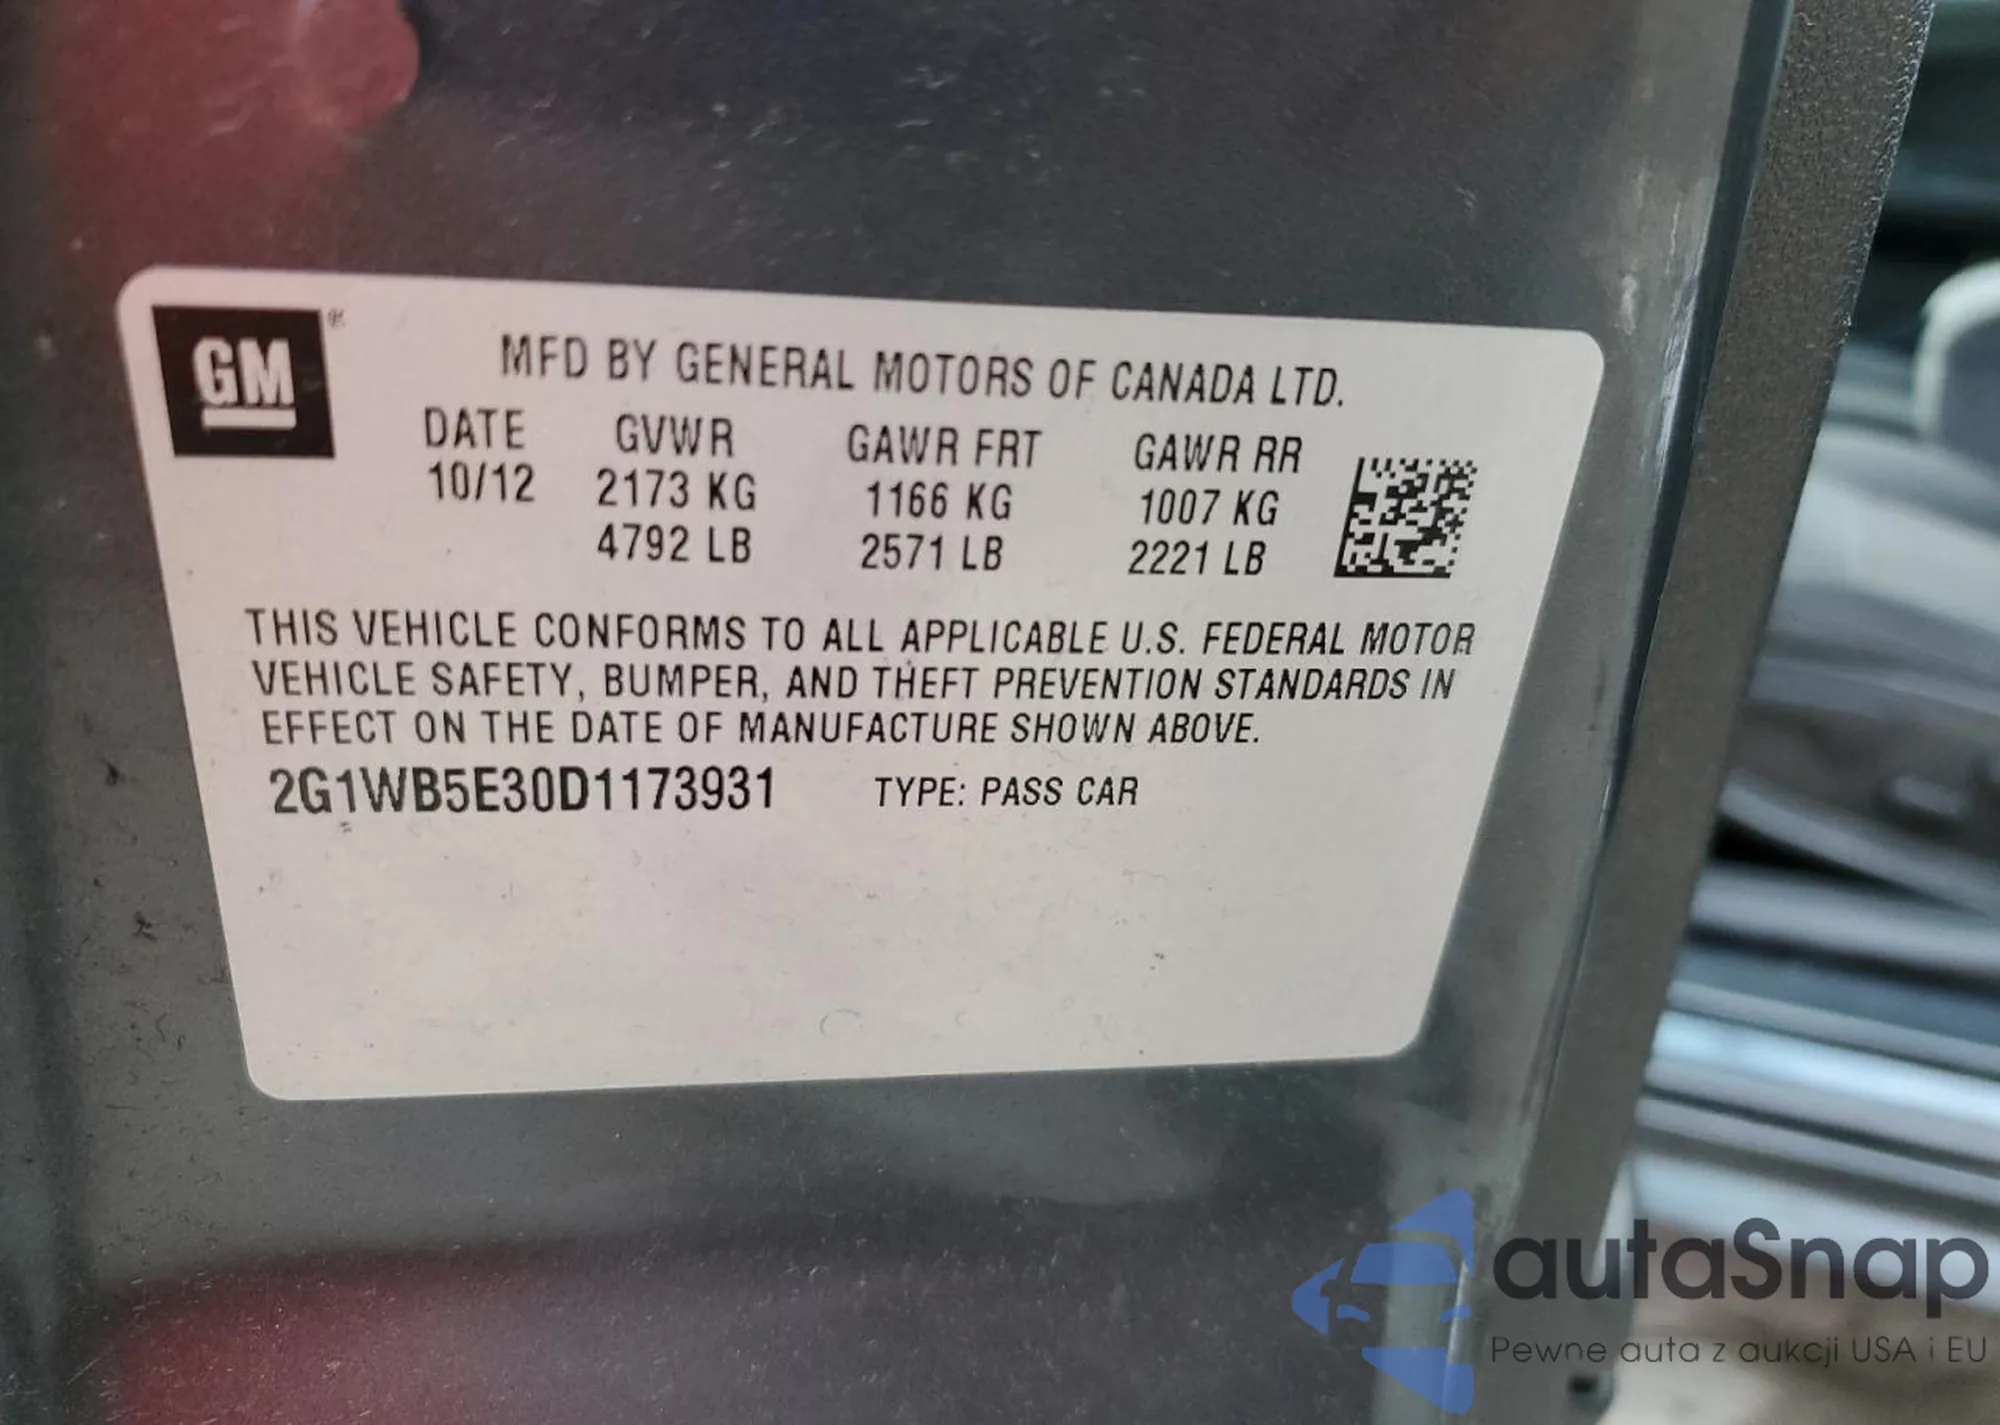 GM®
MFD BY GENERAL MOTORS OF CANADA LTD.
DATE GVWR GAWR FRT GAWR RR
10/12 2173 KG 1166 KG 1007 KG
4792 LB 2571 LB 2221 LB
THIS VEHICLE CONFORMS TO ALL APPLICABLE U.S. FEDERAL MOTOR
VEHICLE SAFETY, BUMPER, AND THEFT PREVENTION STANDARDS IN
EFFECT ON THE DATE OF MANUFACTURE SHOWN ABOVE.
2G1WB5E30D1173931 TYPE: PASS CAR
autaSnap
Pewne auta z aukcji USA i EU